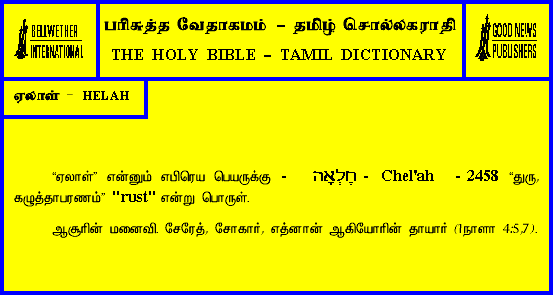 BELLWETHER
INTERNATIONAL
பரிசுத்த வேதாகமம் – தமிழ் சொல்லகராதி
THE HOLY BIBLE – TAMIL DICTIONARY
GOOD NEWS
PUBLISHERS
ஏலாள் – HELAH
“ஏலாள்” என்னும் எபிரெய பெயருக்கு - חֶלְאָה - Chel'ah - 2458 “துரு,
கழுத்தாபரணம்” "rust" என்று பொருள்.
ஆசூரின் மனைவி. சேரேத், சோகார், எத்னான் ஆகியோரின் தாயார் (1நாளா 4:5,7).